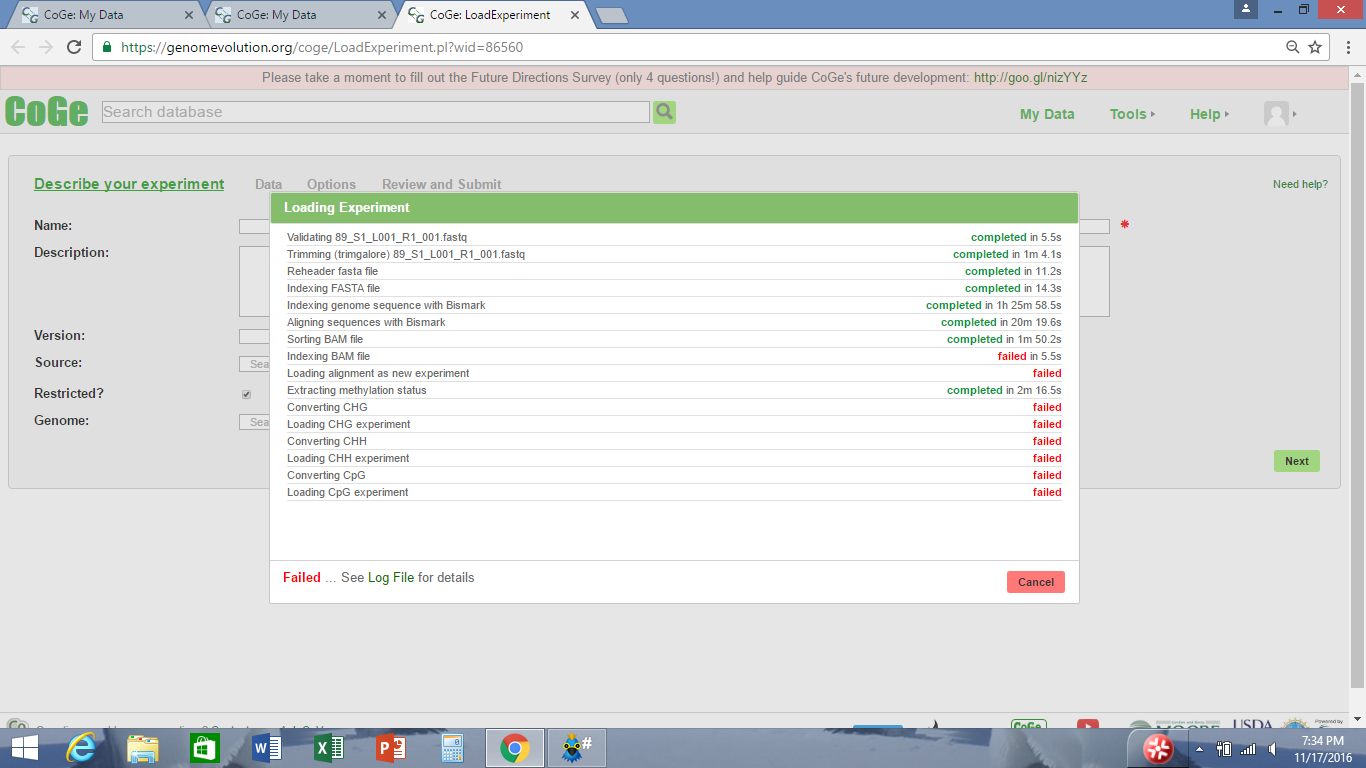 CoGe: My Data
CoGe: My Data
CoGe: LoadExperiment
https://genomevolution.org/coge/LoadExperiment.pl?wid=86560
Please take a moment to fill out the Future Directions Survey (only 4 questions!) and help guide CoGe's future development: http://goo.gl/nizYYz
CoGe Search database My Data Tools Help
Describe your experiment Data Options Review and Submit Need help?
Name:
Description:
Version:
Source: Sea
Restricted?
Genome: Sea
Next
Loading Experiment
Validating 89_S1_L001_R1_001.fastq completed in 5.5s
Trimming (trimgalore) 89_S1_L001_R1_001.fastq completed in 1m 4.1s
Reheader fasta file completed in 11.2s
Indexing FASTA file completed in 14.3s
Indexing genome sequence with Bismark completed in 1h 25m 58.5s
Aligning sequences with Bismark completed in 20m 19.6s
Sorting BAM file completed in 1m 50.2s
Indexing BAM file failed in 5.5s
Loading alignment as new experiment failed
Extracting methylation status completed in 2m 16.5s
Converting CHG failed
Loading CHG experiment failed
Converting CHH failed
Loading CHH experiment failed
Converting CpG failed
Loading CpG experiment failed
Failed ... See Log File for details
Cancel
CoGe USDA Powered by
7:34 PM
11/17/2016